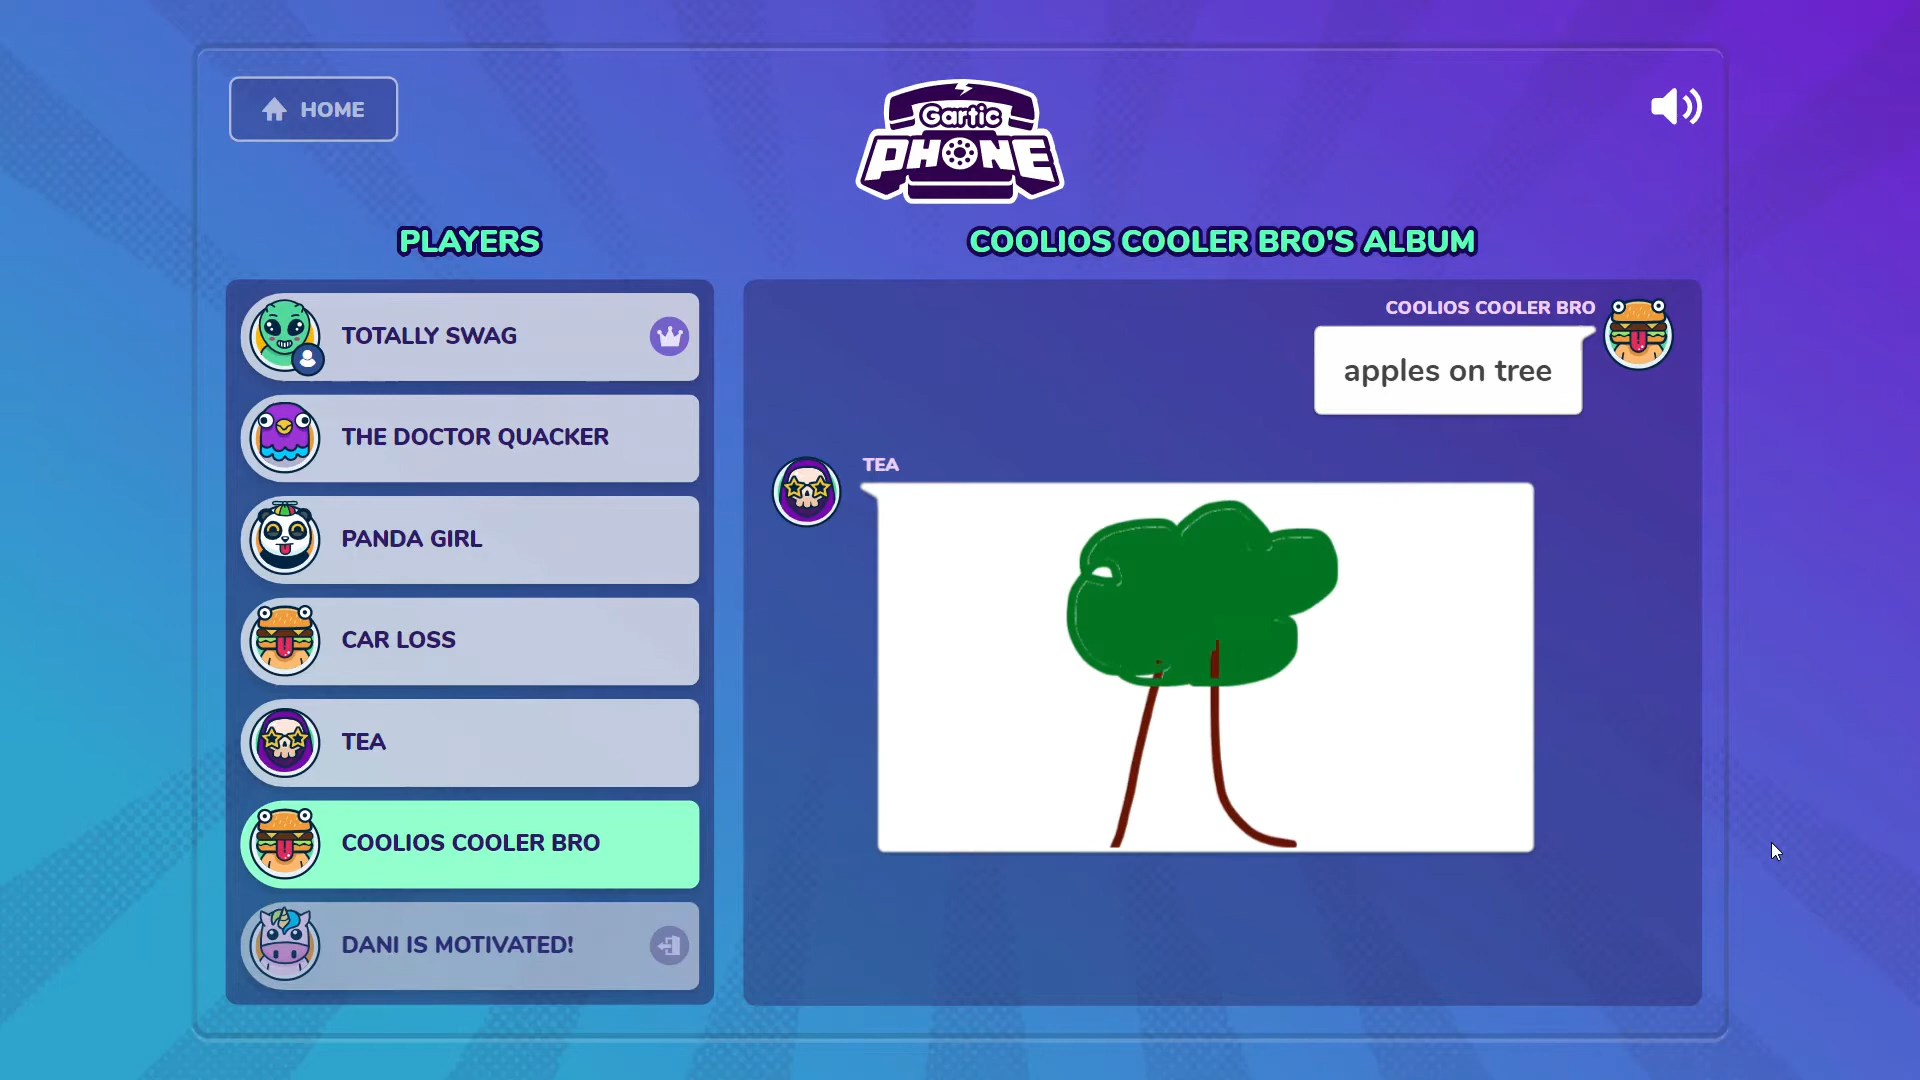 HOME
Gartic
PHONE
PLAYERS
TOTALLY SWAG
THE DOCTOR QUACKER
PANDA GIRL
CAR LOSS
TEA
COOLIOS COOLER BRO
DANI IS MOTIVATED!
COOLIOS COOLER BRO'S ALBUM
COOLIOS COOLER BRO
apples on tree
TEA